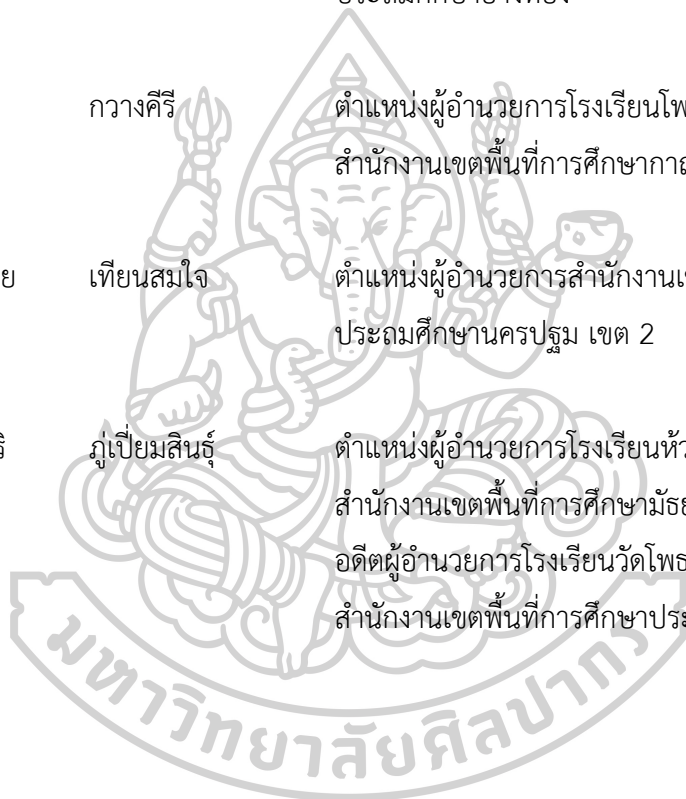 กวางคีรี ตำแหน่งผู้อำนวยการโรงเรียนโพ
สำนักงานเขตพื้นที่การศึกษากา
ย เทียนสมใจ ตำแหน่งผู้อำนวยการสำนักงานเ
ประถมศึกษานครปฐม เขต 2
ริ ภู่เปี่ยมสินธุ์ ตำแหน่งผู้อำนวยการโรงเรียนห้ว
สำนักงานเขตพื้นที่การศึกษามัธย
อดีตผู้อำนวยการโรงเรียนวัดโพธ
สำนักงานเขตพื้นที่การศึกษาประ
มหาวิทยาลัยศิลปากร